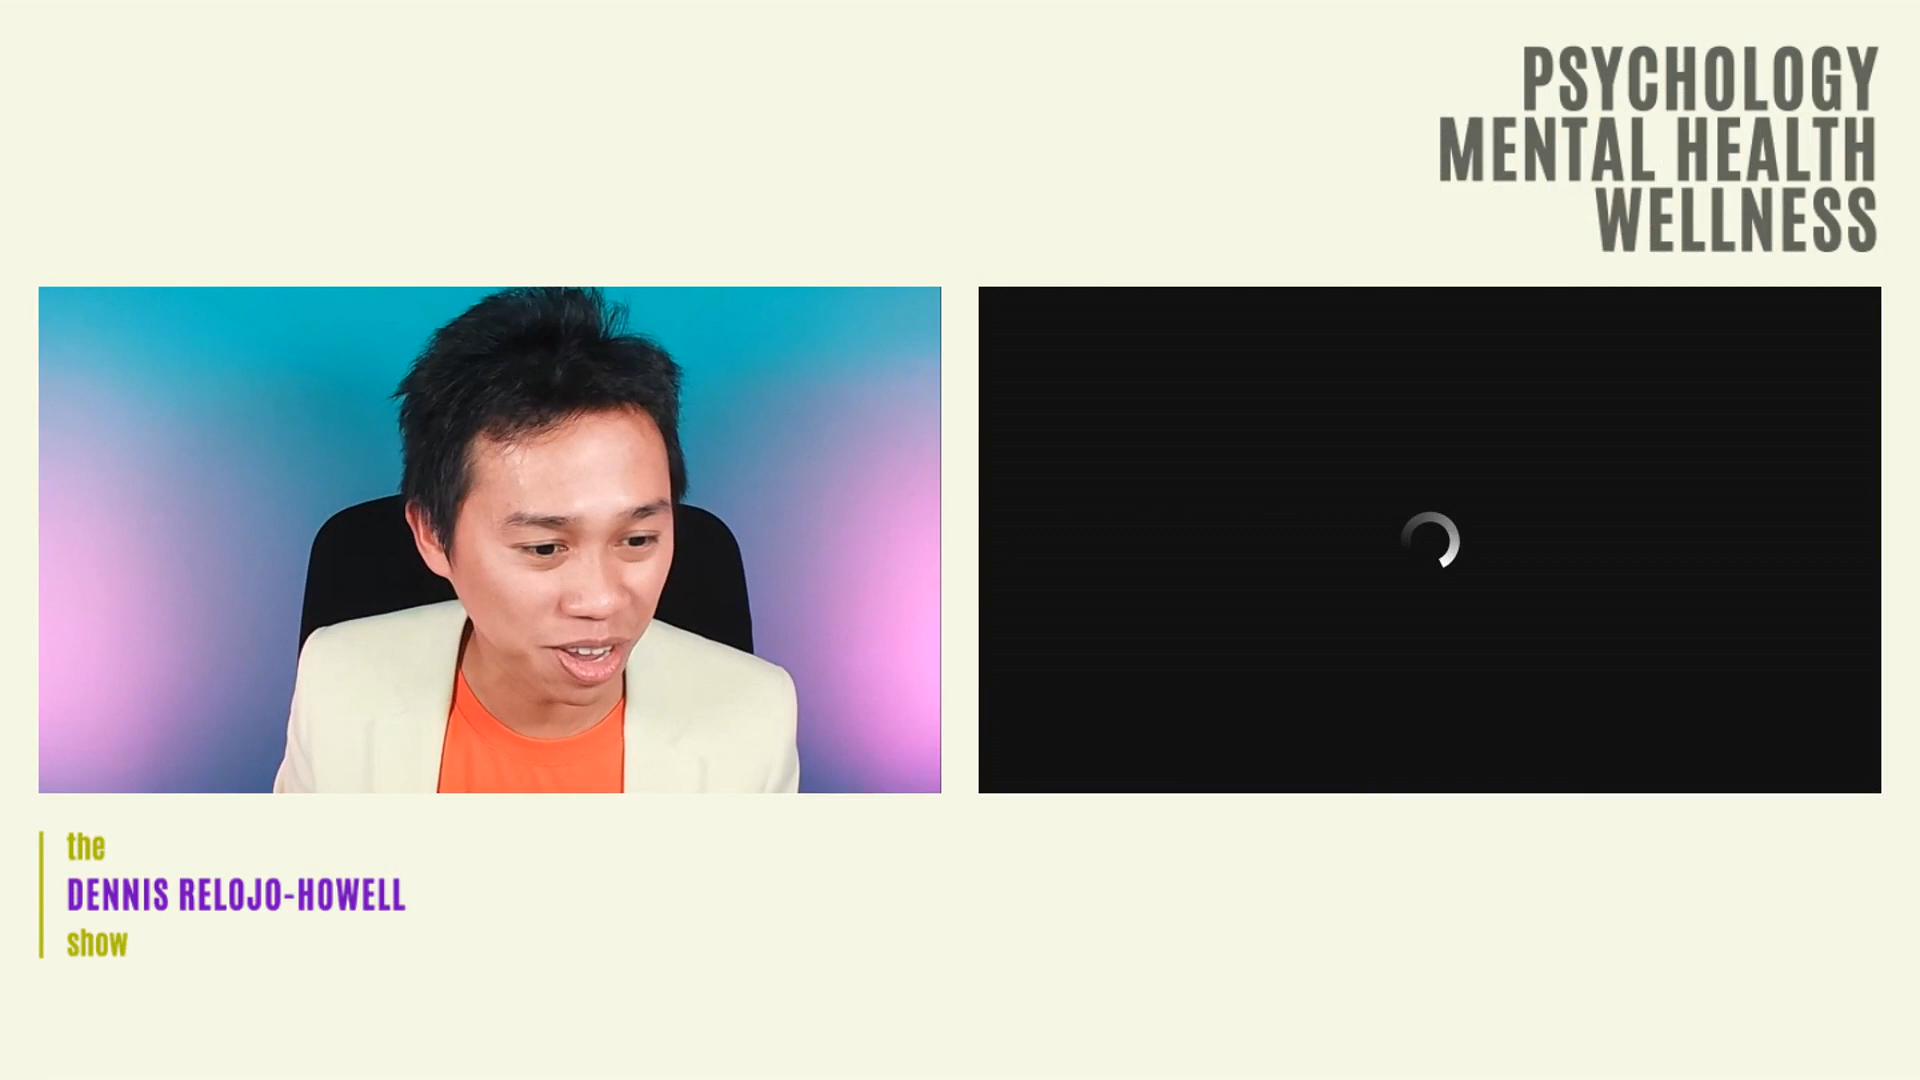 PSYCHOLOGY
MENTAL HEALTH
WELLNESS
the
DENNIS RELOJO-HOWELL
show